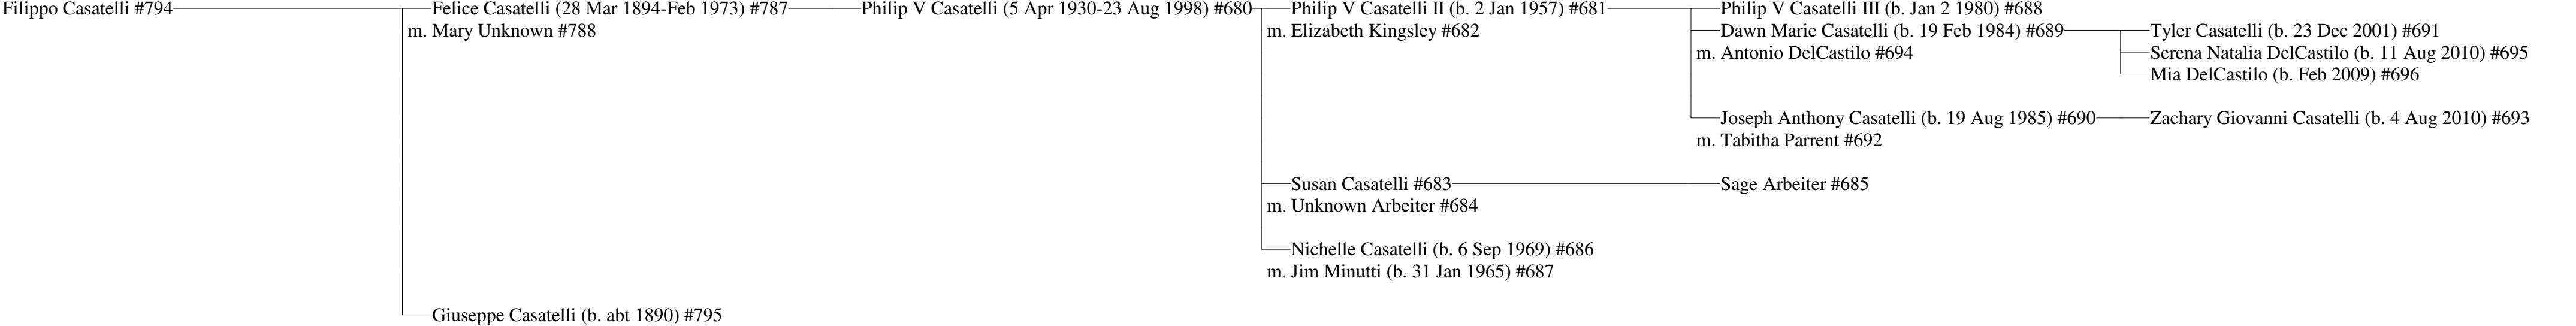 Filippo Casatelli #794
Felice Casatelli (28 Mar 1894-Feb 1973) #787
m. Mary Unknown #788
Philip V Casatelli (5 Apr 1930-23 Aug 1998) #680
Philip V Casatelli II (b. 2 Jan 1957) #681
m. Elizabeth Kingsley #682
Philip V Casatelli III (b. Jan 2 1980) #688
Dawn Marie Casatelli (b. 19 Feb 1984) #689
m. Antonio DelCastilo #694
Tyler Casatelli (b. 23 Dec 2001) #691
Serena Natalia DelCastilo (b. 11 Aug 2010) #695
Mia DelCastilo (b. Feb 2009) #696
Joseph Anthony Casatelli (b. 19 Aug 1985) #690
m. Tabitha Parrent #692
Zachary Giovanni Casatelli (b. 4 Aug 2010) #693
Susan Casatelli #683
m. Unknown Arbeiter #684
Sage Arbeiter #685
Nichelle Casatelli (b. 6 Sep 1969) #686
m. Jim Minutti (b. 31 Jan 1965) #687
Giuseppe Casatelli (b. abt 1890) #795